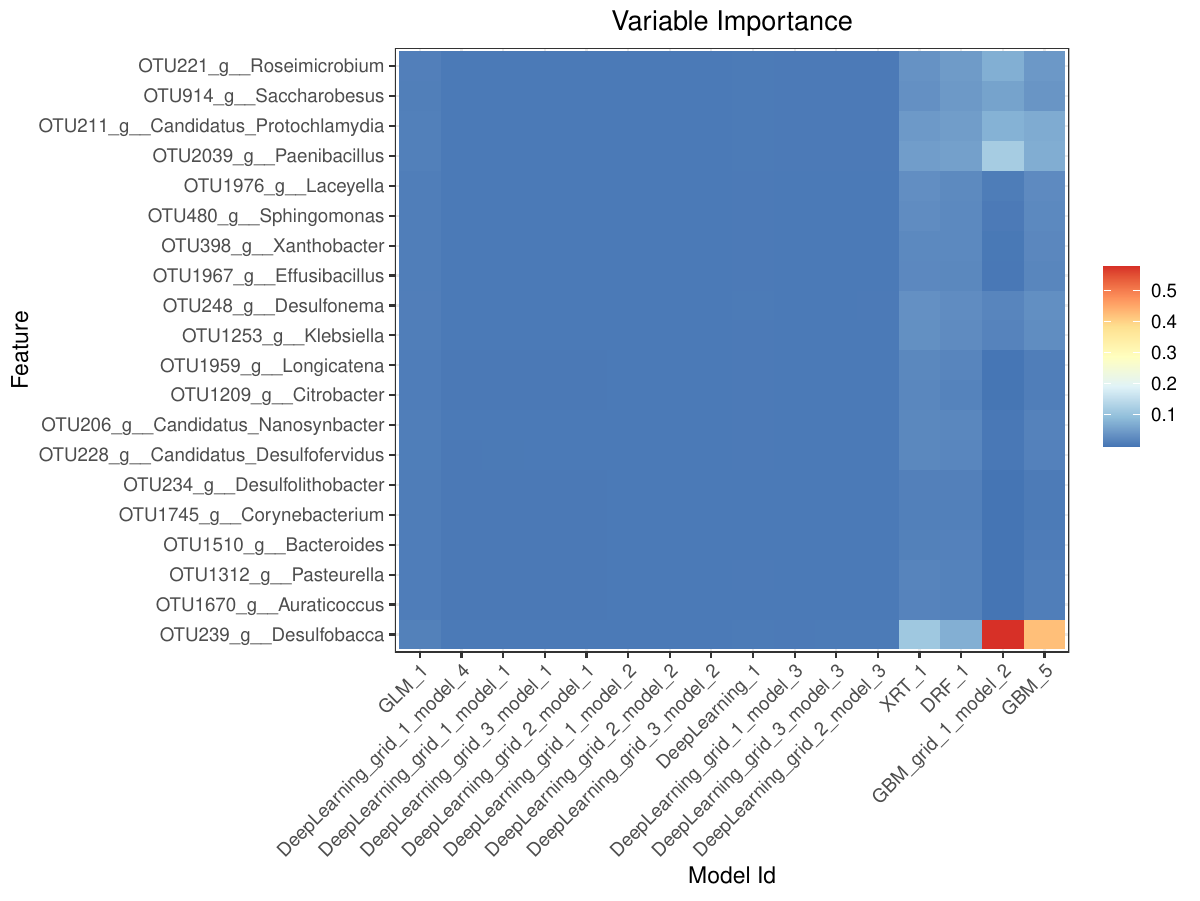 Variable Importance
Feature
OTU221_g__Roseimicrobium
OTU914_g__Saccharobesus
OTU211_g__Candidatus_Protochlamydia
OTU2039_g__Paenibacillus
OTU1976_g__Laceyella
OTU480_g__Sphingomonas
OTU398_g__Xanthobacter
OTU1967_g__Effusibacillus
OTU248_g__Desulfonema
OTU1253_g__Klebsiella
OTU1959_g__Longicatena
OTU1209_g__Citrobacter
OTU206_g__Candidatus_Nanosynbacter
OTU228_g__Candidatus_Desulfofervidus
OTU234_g__Desulfolithobacter
OTU1745_g__Corynebacterium
OTU1510_g__Bacteroides
OTU1312_g__Pasteurella
OTU1670_g__Auraticoccus
OTU239_g__Desulfobacca
0.5
0.4
0.3
0.2
0.1
GLM_1
DeepLearning_grid_1_model_4
DeepLearning_grid_1_model_1
DeepLearning_grid_3_model_1
DeepLearning_grid_2_model_1
DeepLearning_grid_1_model_2
DeepLearning_grid_2_model_2
DeepLearning_grid_3_model_2
DeepLearning_1
DeepLearning_grid_1_model_3
DeepLearning_grid_3_model_3
DeepLearning_grid_2_model_3
XRT_1
DRF_1
GBM_grid_1_model_2
GBM_5
Model Id